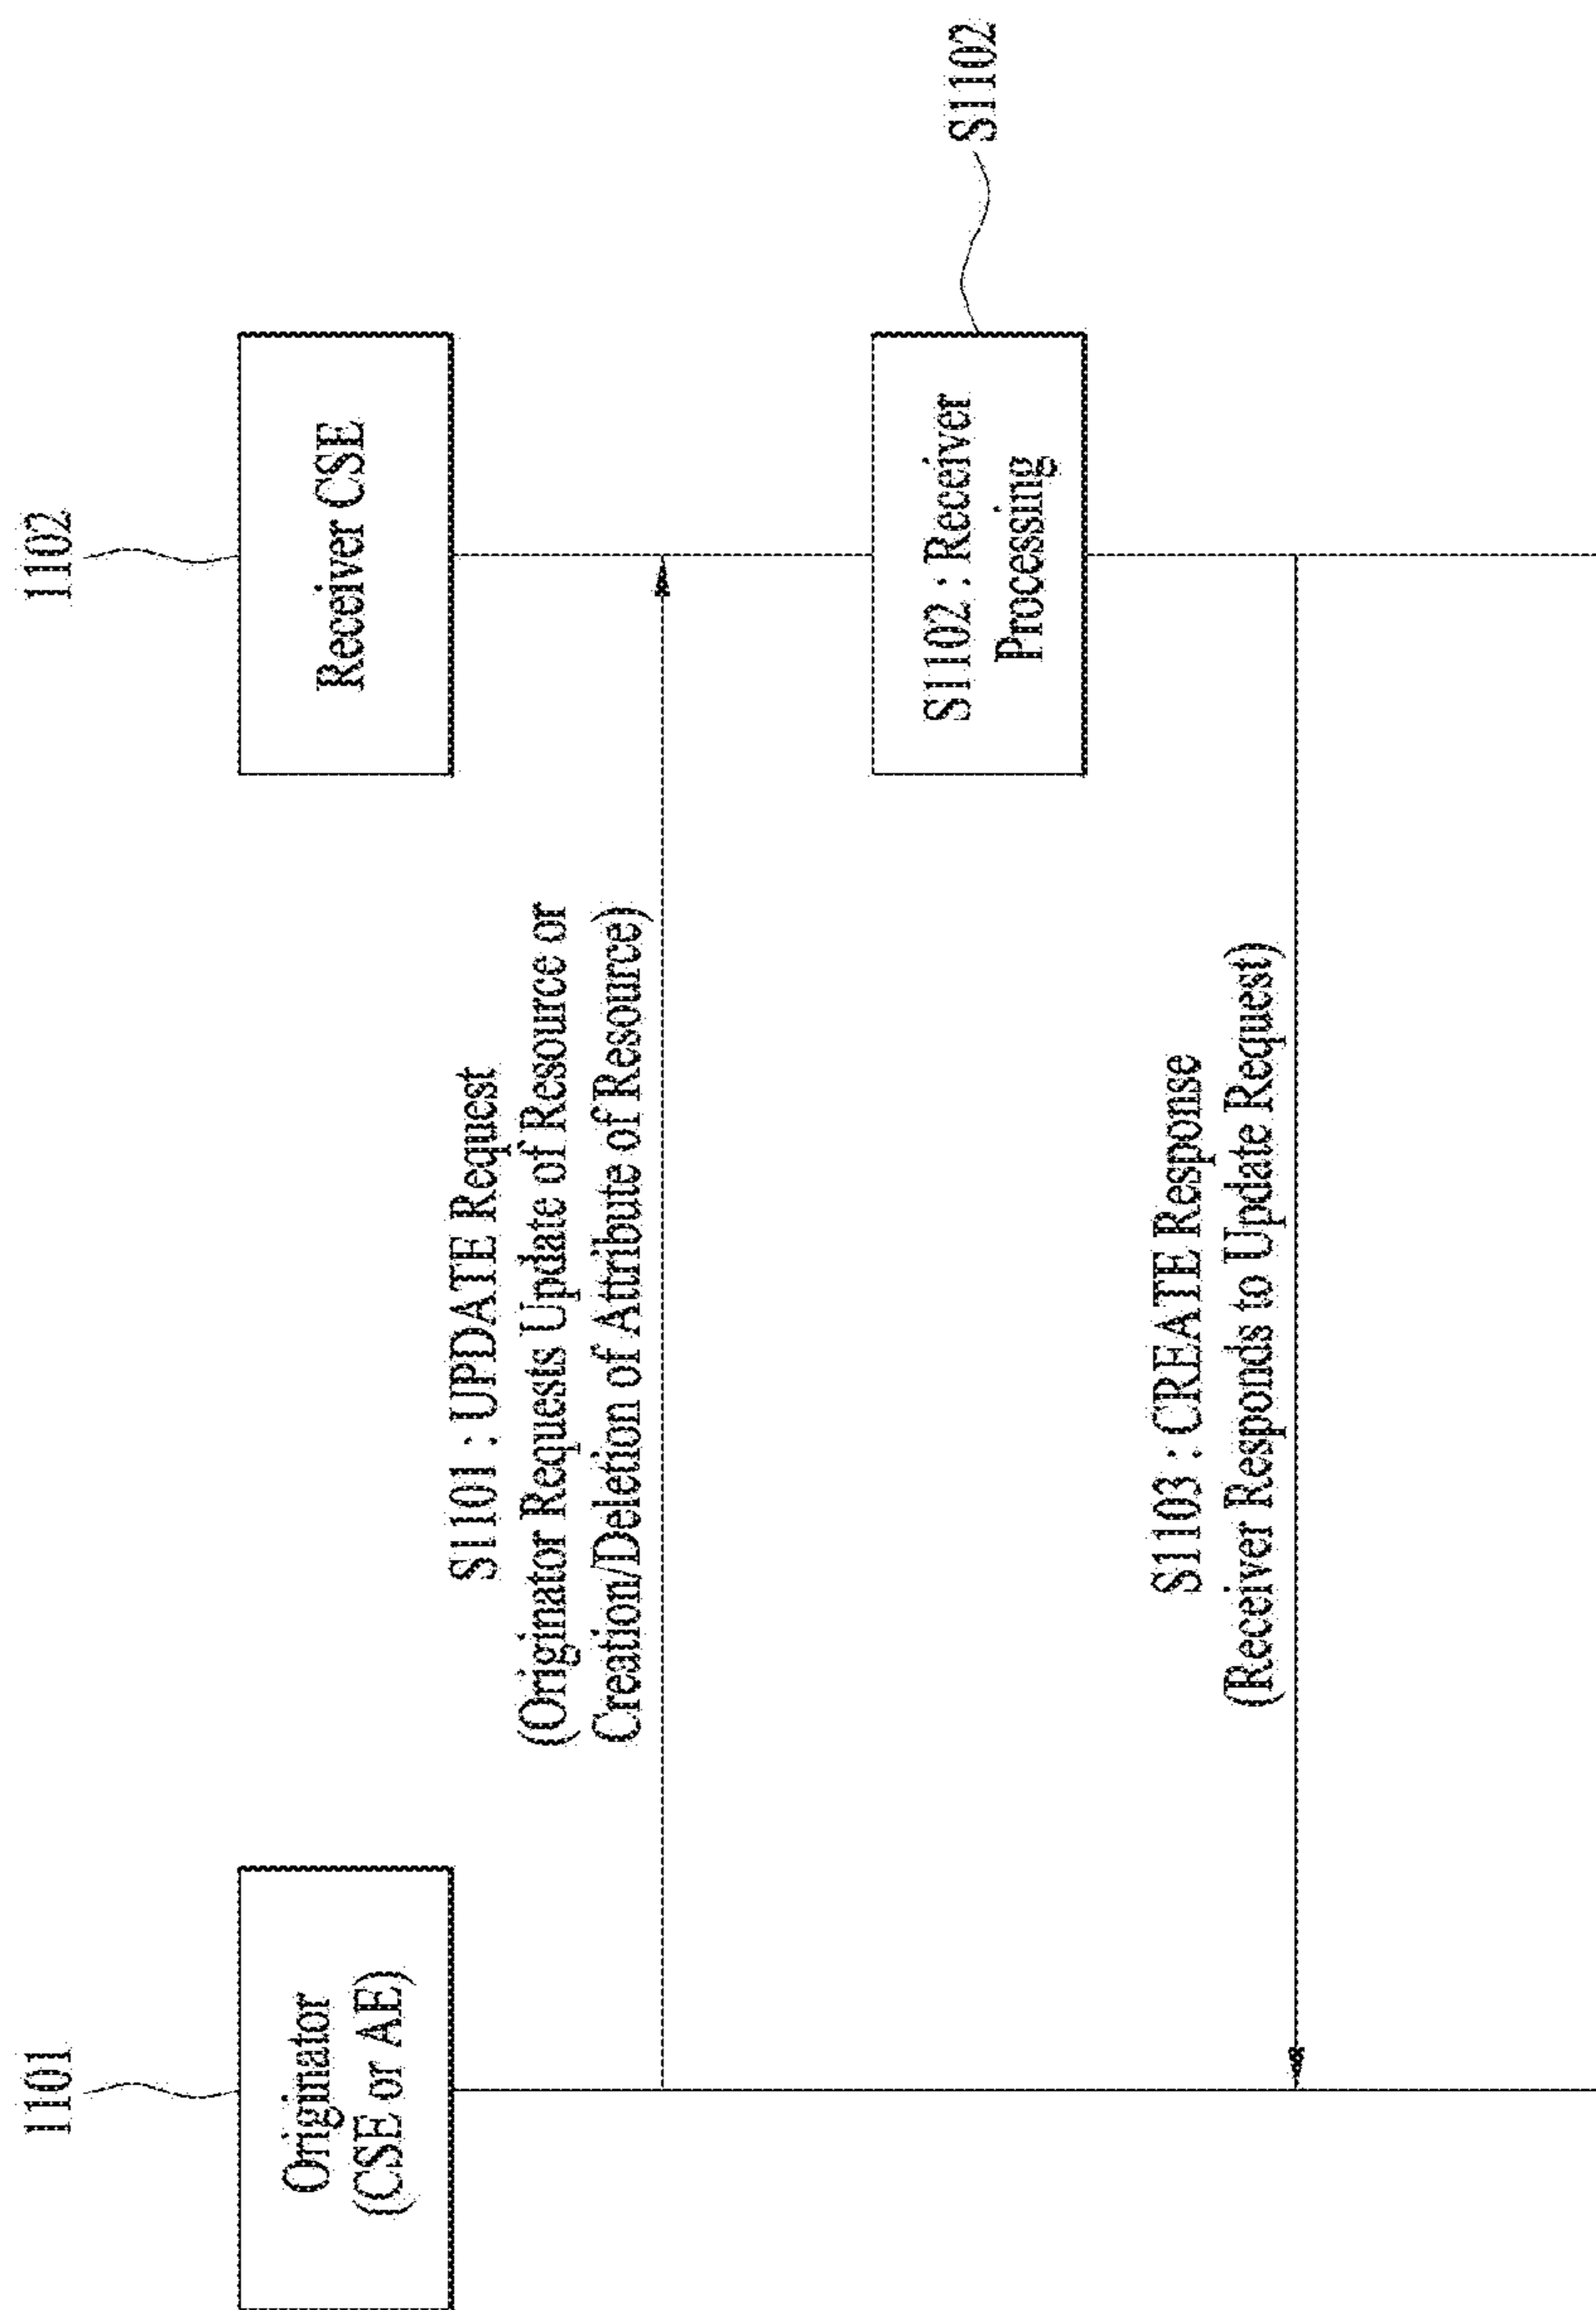 1101
1102
Originator
(CSE or AE)
Receiver CSE
S1101 : UPDATE Request
(Originator Requests Update of Resource or
Creation/Deletion of Attribute of Resource)
S1102 : Receiver
Processing
S1102
S1103 : CREATE Response
(Receiver Responds to Update Request)